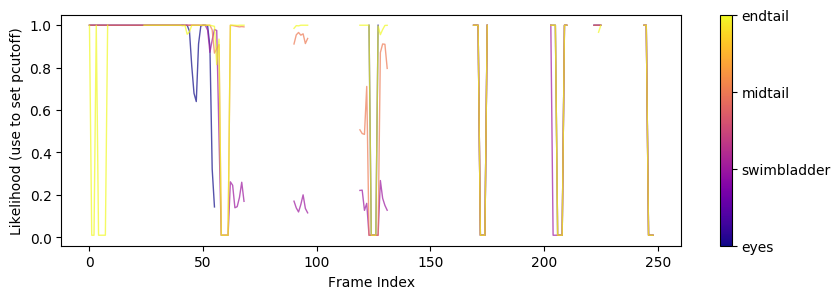 Likelihood (use to set pcutoff)
1.0
0.8
0.6
0.4
0.2
0.0
0
50
100
150
200
250
Frame Index
endtail
midtail
swimbladder
eyes